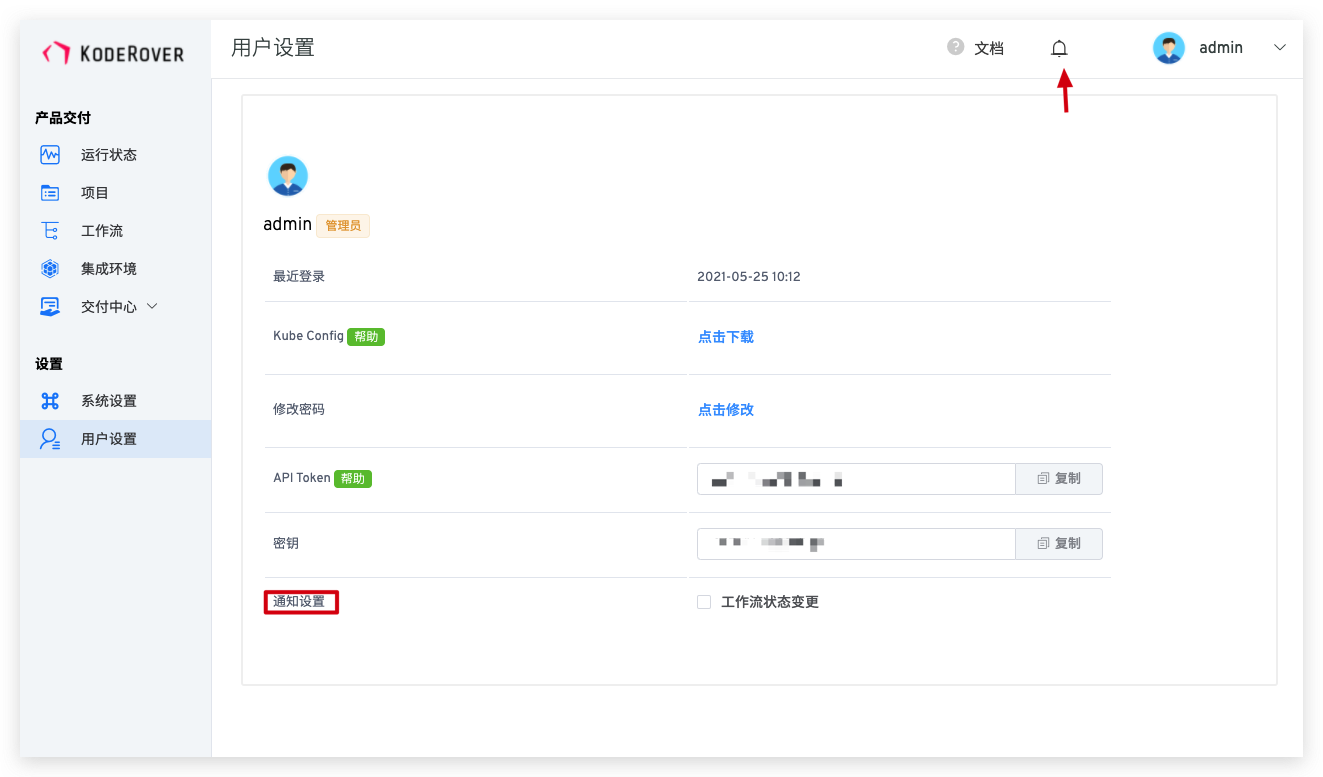 KODEROVER
用户设置
? 文档
admin
产品交付
运行状态
项目
工作流
集成环境
交付中心
设置
系统设置
用户设置
admin 管理员
最近登录 2021-05-25 10:12
Kube Config 帮助 点击下载
修改密码 点击修改
API Token 帮助 复制
密钥 复制
通知设置 工作流状态变更